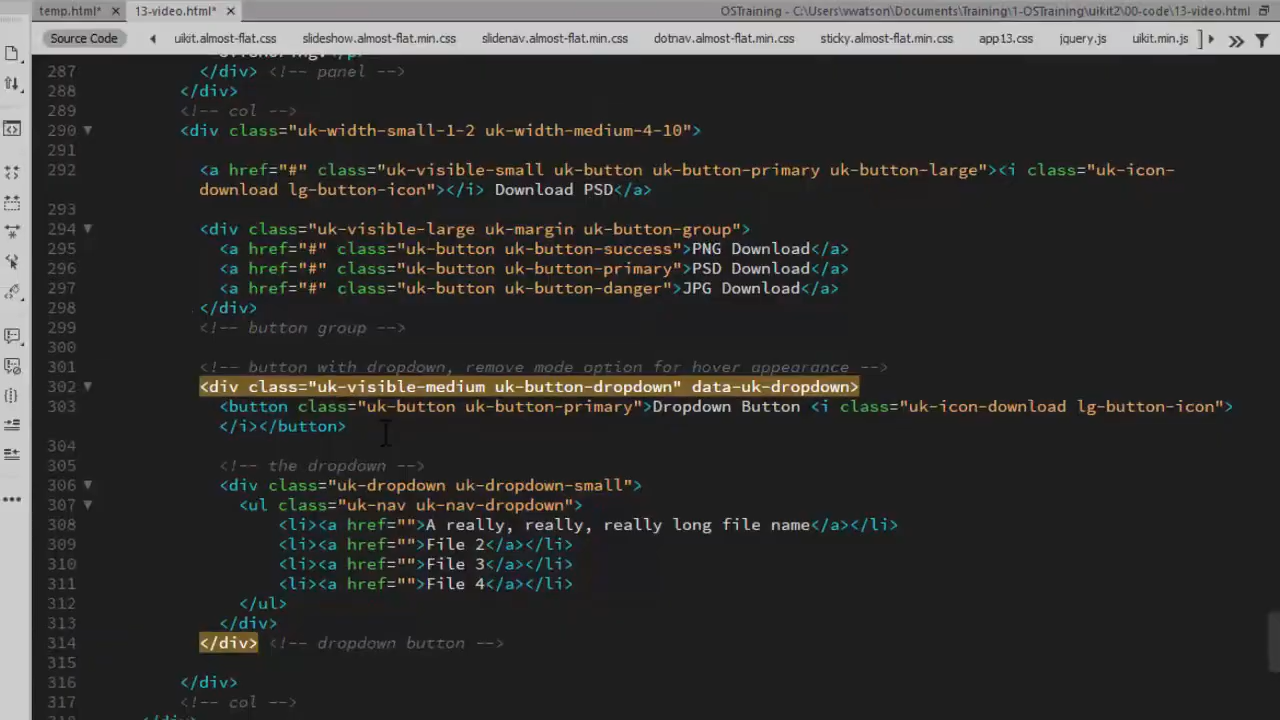 temp.html* × 13-video.html* × OSTraining - C:\Users\vwatson\Documents\Training\1-OSTraining\uikit2\00-code\13-video.html
Source Code uikit.almost-flat.css slideshow.almost-flat.min.css slidenav.almost-flat.min.css dotnav.almost-flat.min.css sticky.almost-flat.min.css app13.css jquery.js uikit.min.js
287 </div> <!-- panel -->
288 </div>
289 <!-- col -->
290 <div class="uk-width-small-1-2 uk-width-medium-4-10">
291
292 <a href="#" class="uk-visible-small uk-button uk-button-primary uk-button-large"><i class="uk-icon-
download lg-button-icon"></i> Download PSD</a>
293
294 <div class="uk-visible-large uk-margin uk-button-group">
295 <a href="#" class="uk-button uk-button-success">PNG Download</a>
296 <a href="#" class="uk-button uk-button-primary">PSD Download</a>
297 <a href="#" class="uk-button uk-button-danger">JPG Download</a>
298 </div>
299 <!-- button group -->
300
301 <!-- button with dropdown, remove mode option for hover appearance -->
302 <div class="uk-visible-medium uk-button-dropdown" data-uk-dropdown>
303 <button class="uk-button uk-button-primary">Dropdown Button <i class="uk-icon-download lg-button-icon">
</i></button>
304
305 <!-- the dropdown -->
306 <div class="uk-dropdown uk-dropdown-small">
307 <ul class="uk-nav uk-nav-dropdown">
308 <li><a href="">A really, really, really long file name</a></li>
309 <li><a href="">File 2</a></li>
310 <li><a href="">File 3</a></li>
311 <li><a href="">File 4</a></li>
312 </ul>
313 </div>
314 </div> <!-- dropdown button -->
315
316 </div>
317 <!-- col -->